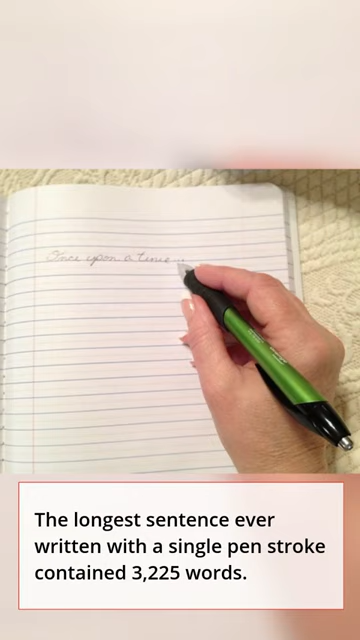 Once upon a time ..
The longest sentence ever
written with a single pen stroke
contained 3,225 words.